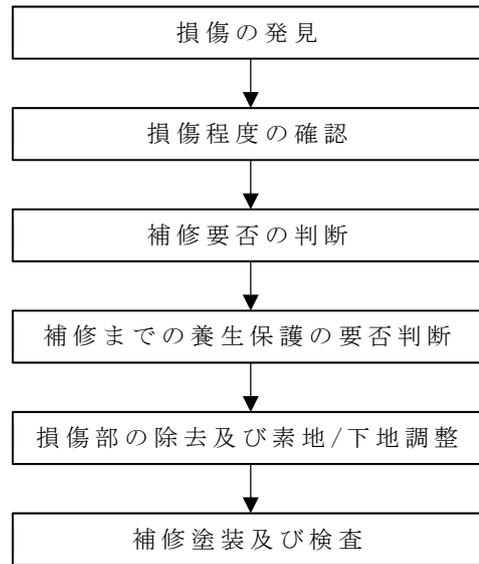 損傷の発見
損傷程度の確認
補修要否の判断
補修までの養生保護の要否判断
損傷部の除去及び素地/下地調整
補修塗装及び検査